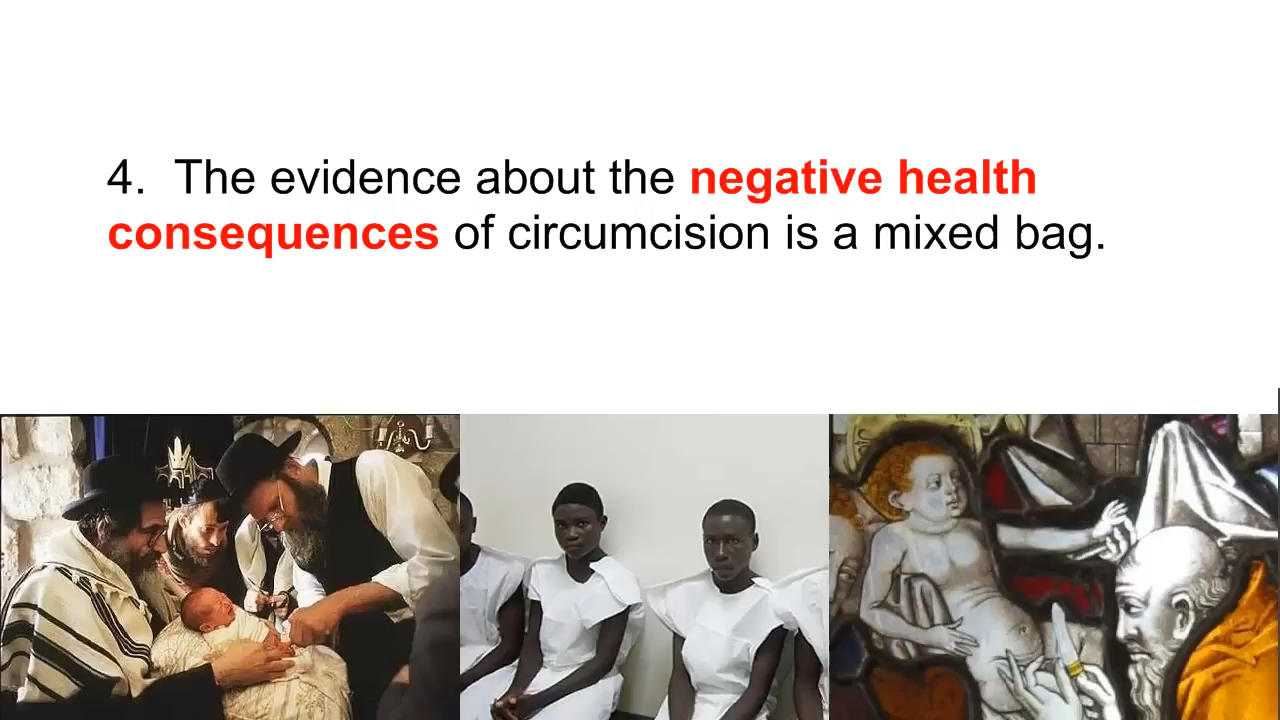 4. The evidence about the negative health
consequences of circumcision is a mixed bag.